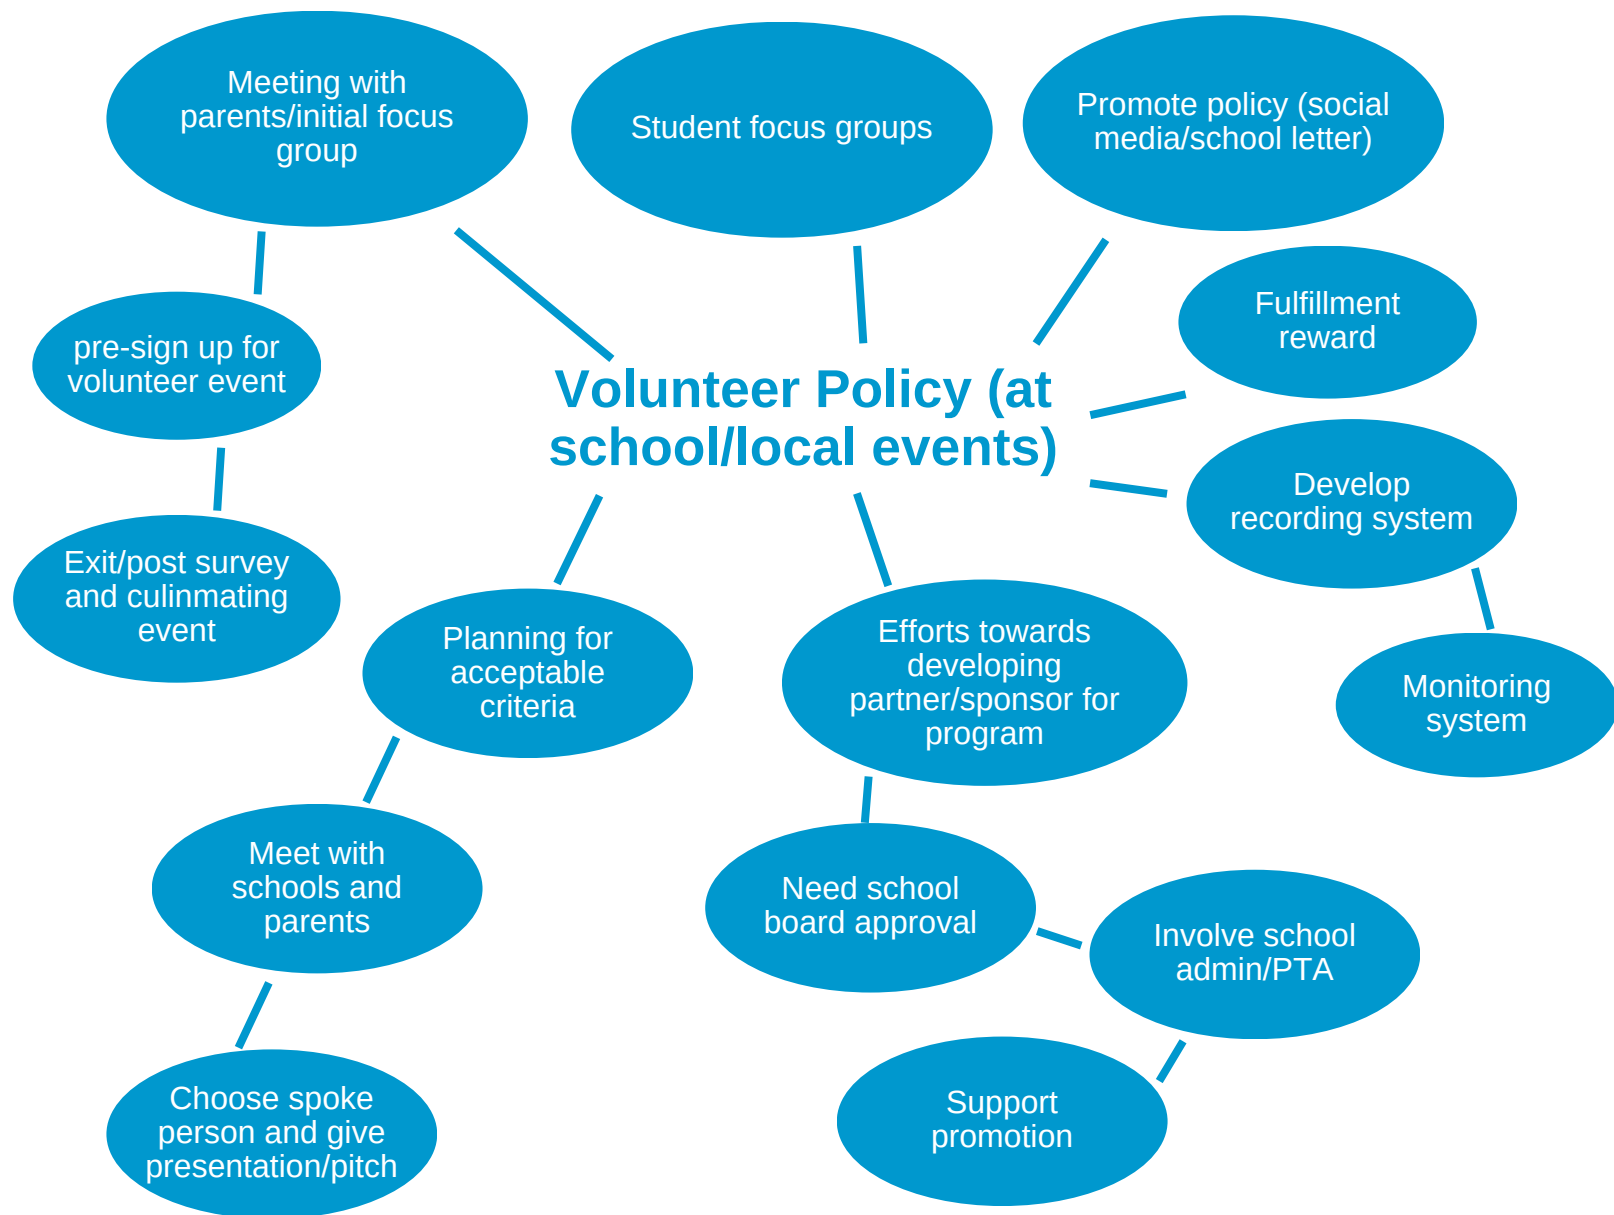 Meeting with
parents/initial focus
group
Student focus groups
Promote policy (social
media/school letter)
Fulfillment
reward
pre-sign up for
volunteer event
Volunteer Policy (at
school/local events)
Develop
recording system
Exit/post survey
and culinmating
event
Planning for
acceptable
criteria
Efforts towards
developing
partner/sponsor for
program
Monitoring
system
Meet with
schools and
parents
Need school
board approval
Involve school
admin/PTA
Choose spoke
person and give
presentation/pitch
Support
promotion